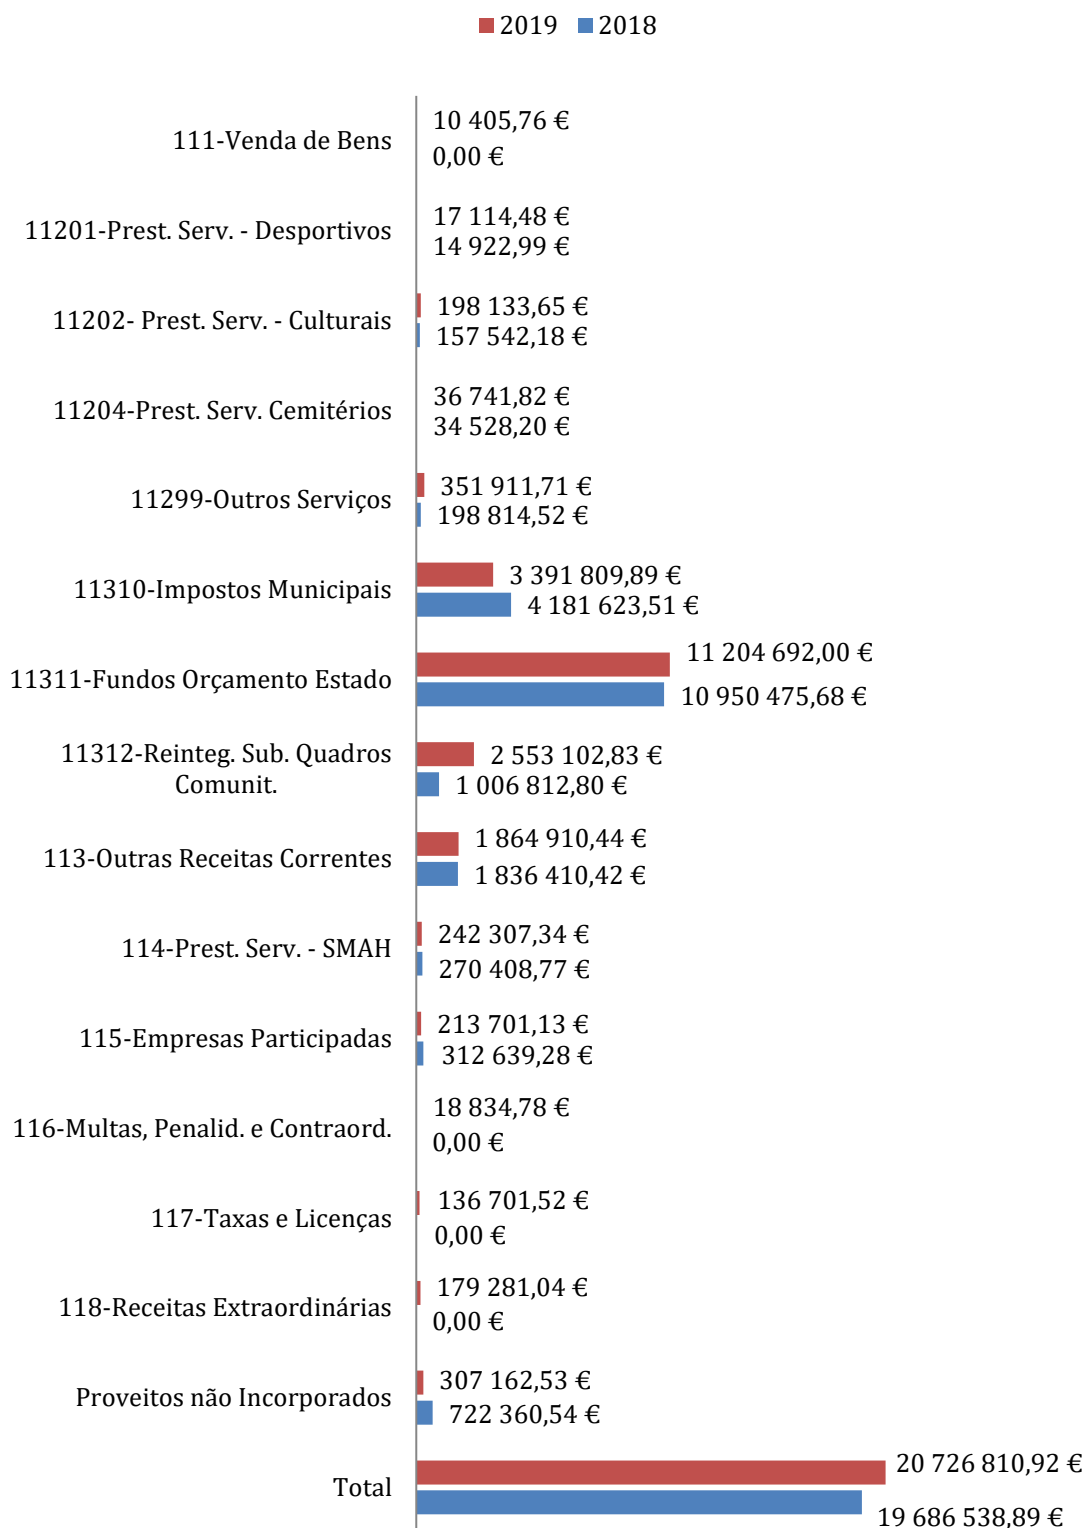 2019 2018
111-Venda de Bens
10 405,76 €
0,00 €
11201-Prest. Serv. - Desportivos
17 114,48 €
14 922,99 €
11202- Prest. Serv. - Culturais
198 133,65 €
157 542,18 €
11204-Prest. Serv. Cemitérios
36 741,82 €
34 528,20 €
11299-Outros Serviços
351 911,71 €
198 814,52 €
11310-Impostos Municipais
3 391 809,89 €
4 181 623,51 €
11311-Fundos Orçamento Estado
11 204 692,00 €
10 950 475,68 €
11312-Reinteg. Sub. Quadros
Comunit.
2 553 102,83 €
1 006 812,80 €
113-Outras Receitas Correntes
1 864 910,44 €
1 836 410,42 €
114-Prest. Serv. - SMAH
242 307,34 €
270 408,77 €
115-Empresas Participadas
213 701,13 €
312 639,28 €
116-Multas, Penalid. e Contraord.
18 834,78 €
0,00 €
117-Taxas e Licenças
136 701,52 €
0,00 €
118-Receitas Extraordinárias
179 281,04 €
0,00 €
Proveitos não Incorporados
307 162,53 €
722 360,54 €
Total
20 726 810,92 €
19 686 538,89 €